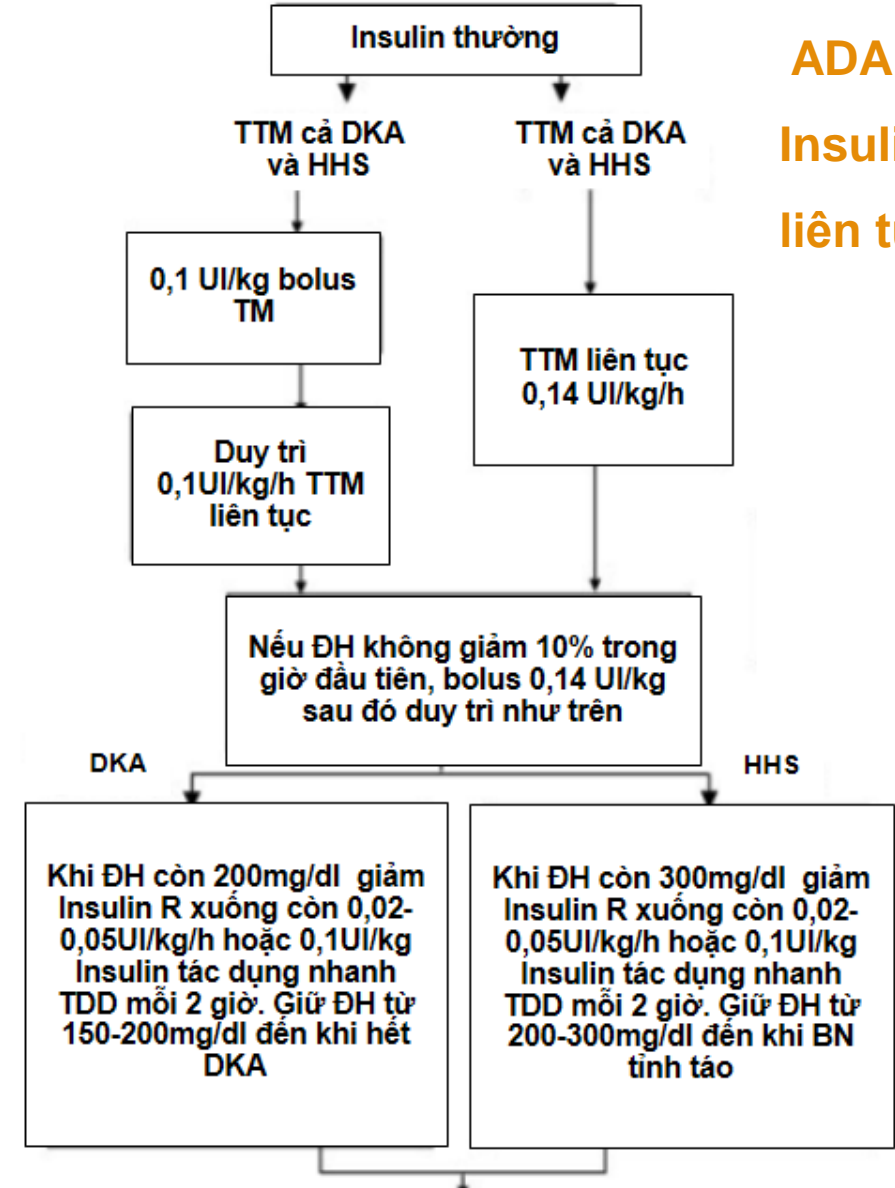 Insulin thường
ADA
Insuli
liên t
TTM cả DKA
và HHS
TTM cả DKA
và HHS
0,1 UI/kg bolus
TM
TTM liên tục
0,14 UI/kg/h
Duy trì
0,1UI/kg/h TTM
liên tục
Nếu ĐH không giảm 10% trong
giờ đầu tiên, bolus 0,14 UI/kg
sau đó duy trì như trên
DKA
HHS
Khi ĐH còn 200mg/dl giảm
Insulin R xuống còn 0,02-
0,05UI/kg/h hoặc 0,1UI/kg
Insulin tác dụng nhanh
TDD mỗi 2 giờ. Giữ ĐH từ
150-200mg/dl đến khi hết
DKA
Khi ĐH còn 300mg/dl giảm
Insulin R xuống còn 0,02-
0,05UI/kg/h hoặc 0,1UI/kg
Insulin tác dụng nhanh
TDD mỗi 2 giờ. Giữ ĐH từ
200-300mg/dl đến khi BN
tỉnh táo